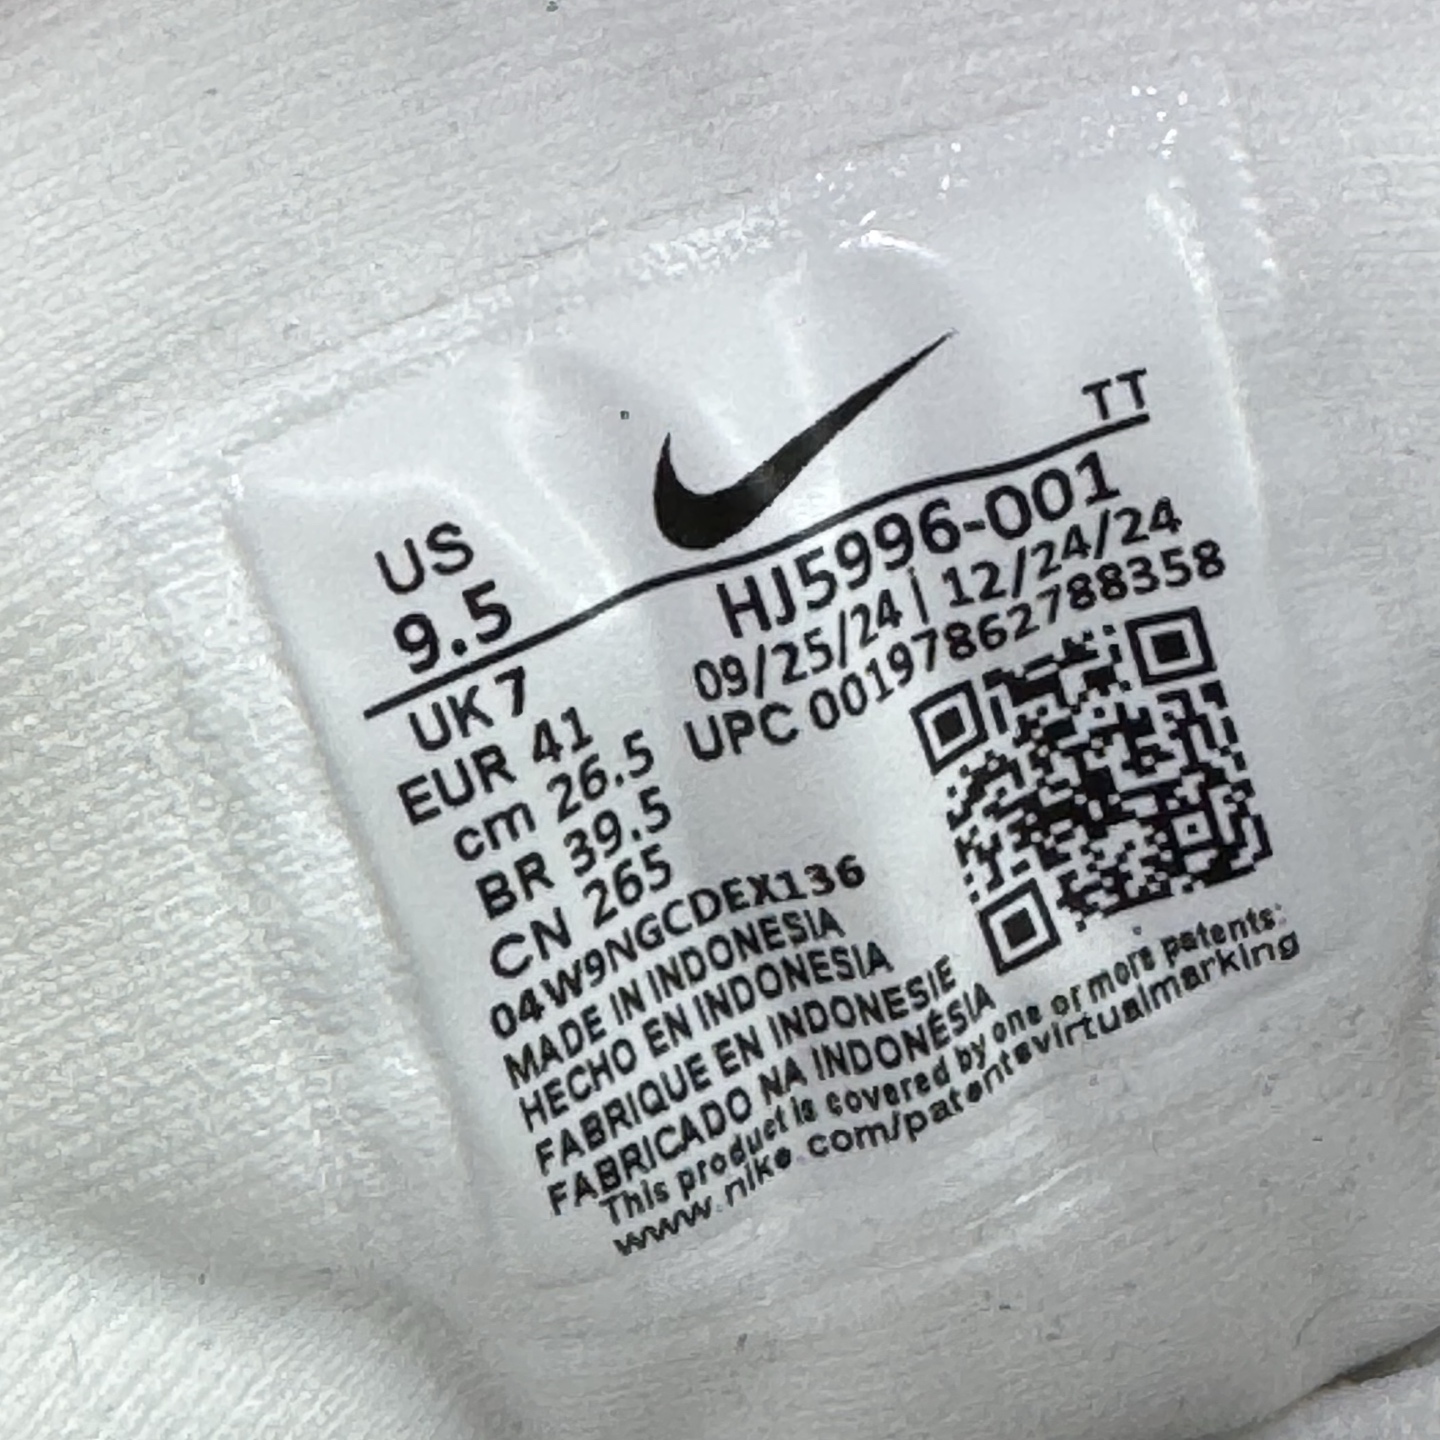 TT
US
9.5
HJ5996-001
09/25/24 | 12/24/24
UPC 00197862788358
UK 7
EUR 41
cm 26.5
BR 39.5
CN 265
04W9NGCDEX136
MADE IN INDONESIA
HECHO EN INDONESIA
FABRIQUE EN INDONESIE
FABRICADO NA INDONÉSIA
This product is covered by one or more patents:
www.nike.com/patentsvirtualmarking